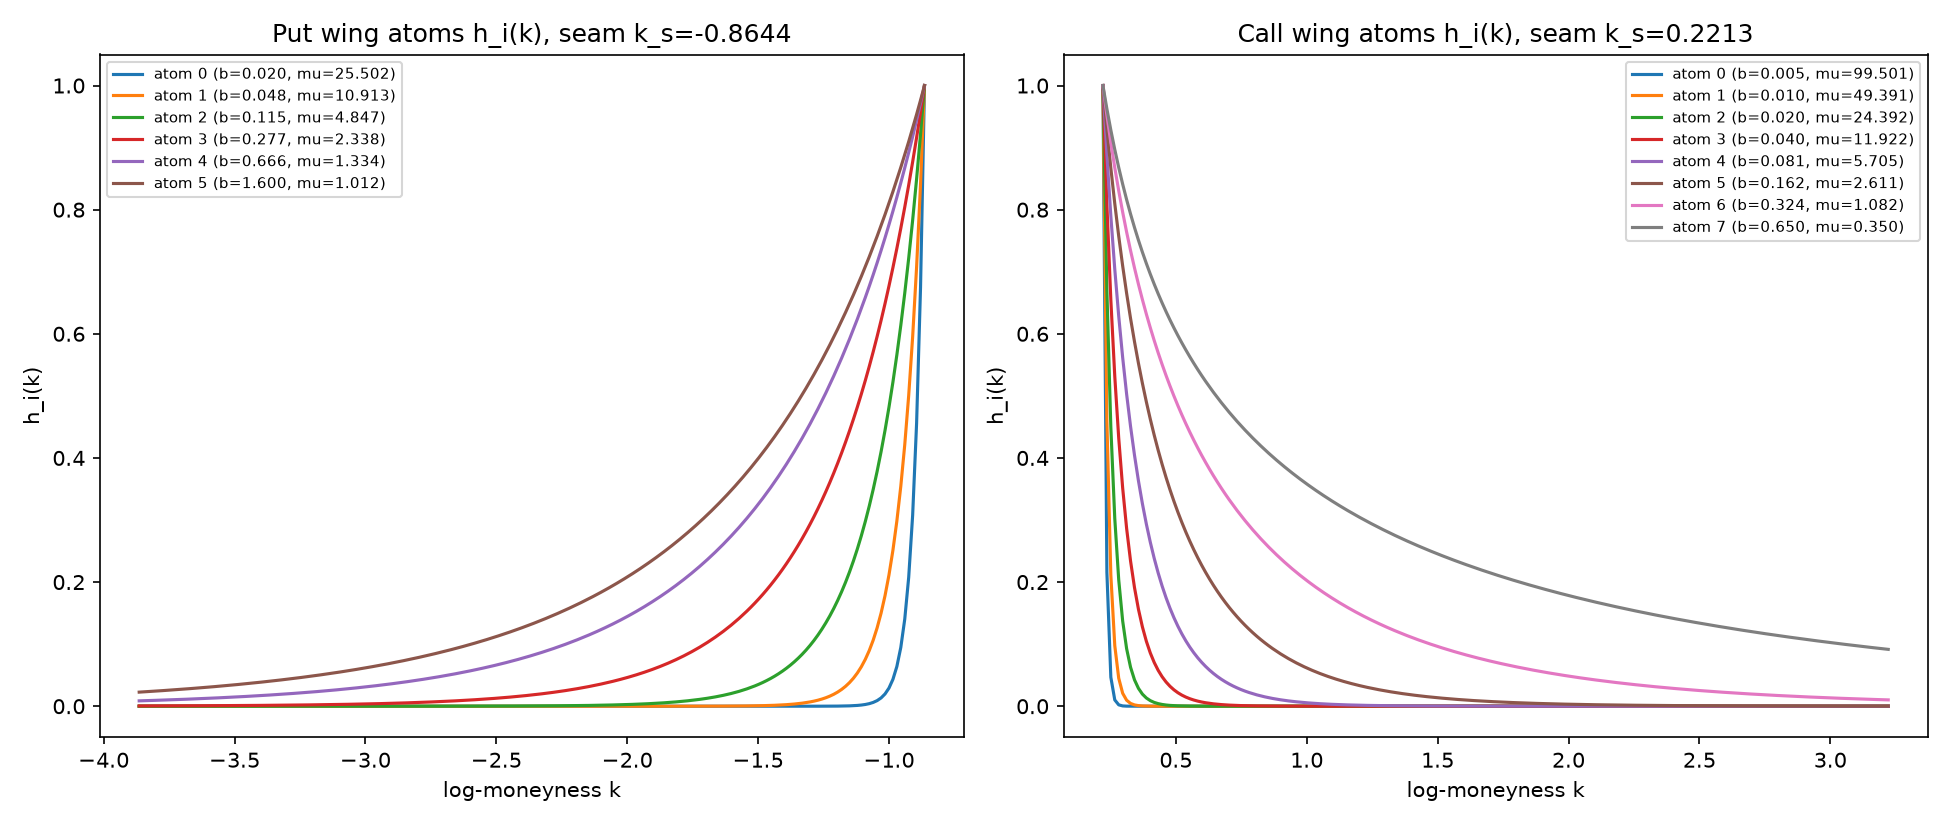 Put wing atoms h_i(k), seam k_s=-0.8644
h_i(k)
1.0
0.8
0.6
0.4
0.2
0.0
atom 0 (b=0.020, mu=25.502)
atom 1 (b=0.048, mu=10.913)
atom 2 (b=0.115, mu=4.847)
atom 3 (b=0.277, mu=2.338)
atom 4 (b=0.666, mu=1.334)
atom 5 (b=1.600, mu=1.012)
−4.0 −3.5 −3.0 −2.5 −2.0 −1.5 −1.0
log-moneyness k
Call wing atoms h_i(k), seam k_s=0.2213
h_i(k)
1.0
0.8
0.6
0.4
0.2
0.0
atom 0 (b=0.005, mu=99.501)
atom 1 (b=0.010, mu=49.391)
atom 2 (b=0.020, mu=24.392)
atom 3 (b=0.040, mu=11.922)
atom 4 (b=0.081, mu=5.705)
atom 5 (b=0.162, mu=2.611)
atom 6 (b=0.324, mu=1.082)
atom 7 (b=0.650, mu=0.350)
0.5 1.0 1.5 2.0 2.5 3.0
log-moneyness k